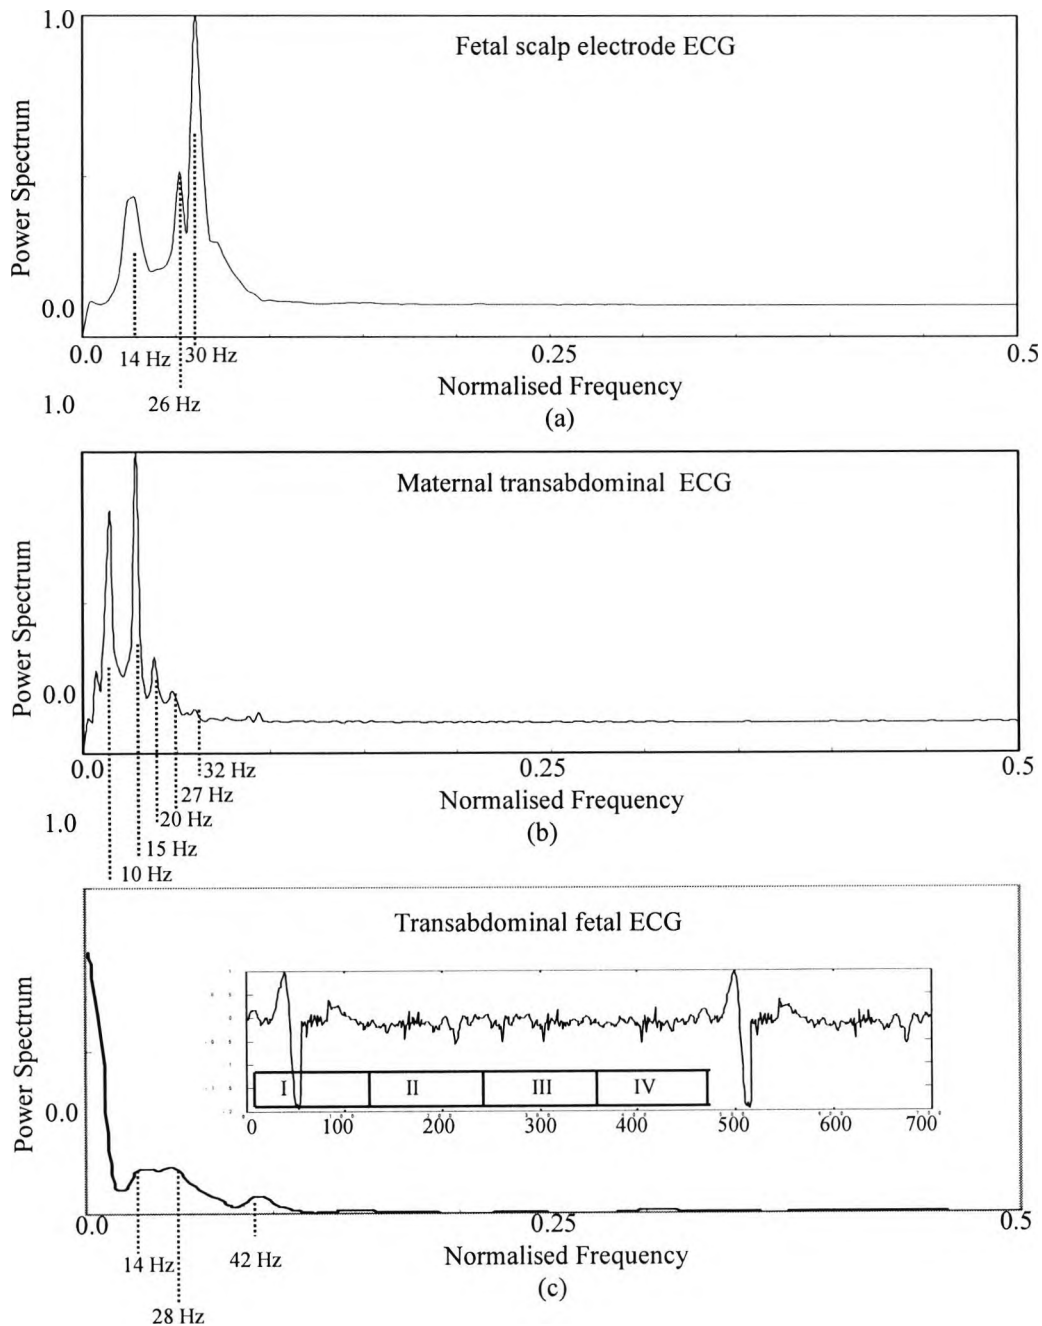 1.0
Fetal scalp electrode ECG
Power Spectrum
0.0
0.0 14 Hz 30 Hz 0.25 0.5
Normalised Frequency
26 Hz
(a)
1.0
Maternal transabdominal ECG
Power Spectrum
0.0
0.0 0.25 0.5
32 Hz
27 Hz
Normalised Frequency
20 Hz
(b)
1.0
15 Hz
10 Hz
Transabdominal fetal ECG
Power Spectrum
I II III IV
0.0
0 100 200 300 400 500 600 700
0.0 0.25 0.5
14 Hz 42 Hz
Normalised Frequency
28 Hz
(c)